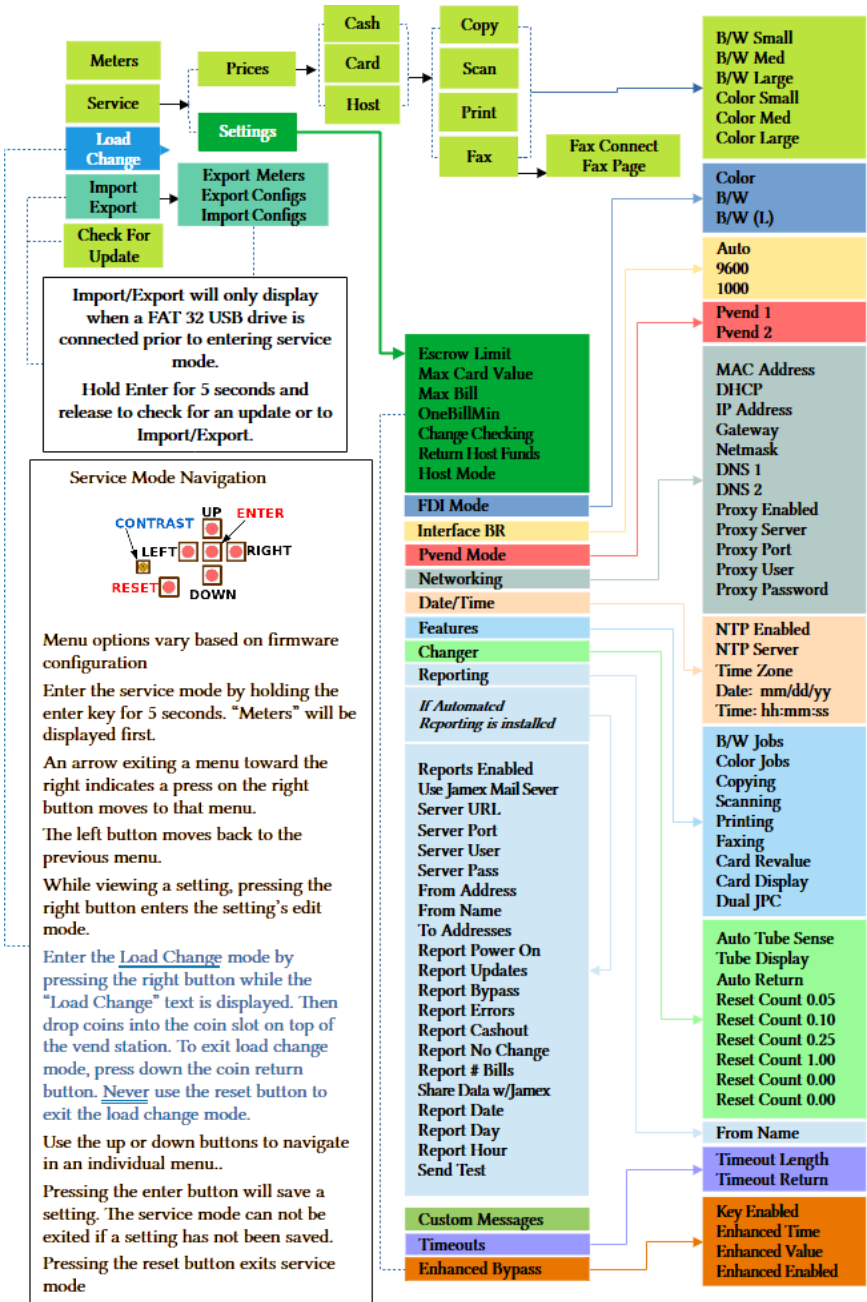 Meters
Service
Load
Change
Import
Export
Check For
Update
Prices
Settings
Export Meters
Export Configs
Import Configs
Cash
Card
Host
Copy
Scan
Print
Fax
Fax Connect
Fax Page
B/W Small
B/W Med
B/W Large
Color Small
Color Med
Color Large
Color
B/W
B/W (L)
Auto
9600
1000
Pvend 1
Pvend 2
MAC Address
DHCP
IP Address
Gateway
Netmask
DNS 1
DNS 2
Proxy Enabled
Proxy Server
Proxy Port
Proxy User
Proxy Password
NTP Enabled
NTP Server
Time Zone
Date: mm/dd/yy
Time: hh:mm:ss
B/W Jobs
Color Jobs
Copying
Scanning
Printing
Faxing
Card Revalue
Card Display
Dual JPC
Auto Tube Sense
Tube Display
Auto Return
Reset Count 0.05
Reset Count 0.10
Reset Count 0.25
Reset Count 1.00
Reset Count 0.00
Reset Count 0.00
From Name
Timeout Length
Timeout Return
Key Enabled
Enhanced Time
Enhanced Value
Enhanced Enabled
Import/Export will only display
when a FAT 32 USB drive is
connected prior to entering service
mode.
Hold Enter for 5 seconds and
release to check for an update or to
Import/Export.
Escrow Limit
Max Card Value
Max Bill
OneBillMin
Change Checking
Return Host Funds
Host Mode
FDI Mode
Interface BR
Pvend Mode
Networking
Date/Time
Features
Changer
Reporting
If Automated
Reporting is installed
Reports Enabled
Use Jamex Mail Sever
Server URL
Server Port
Server User
Server Pass
From Address
From Name
To Addresses
Report Power On
Report Updates
Report Bypass
Report Errors
Report Cashout
Report No Change
Report # Bills
Share Data w/Jamex
Report Date
Report Day
Report Hour
Send Test
Custom Messages
Timeouts
Enhanced Bypass
Service Mode Navigation
UP
CONTRAST
ENTER
LEFT
RIGHT
RESET
DOWN
Menu options vary based on firmware
configuration
Enter the service mode by holding the
enter key for 5 seconds. “Meters” will be
displayed first.
An arrow exiting a menu toward the
right indicates a press on the right
button moves to that menu.
The left button moves back to the
previous menu.
While viewing a setting, pressing the
right button enters the setting’s edit
mode.
Enter the Load Change mode by
pressing the right button while the
“Load Change” text is displayed. Then
drop coins into the coin slot on top of
the vend station. To exit load change
mode, press down the coin return
button. Never use the reset button to
exit the load change mode.
Use the up or down buttons to navigate
in an individual menu..
Pressing the enter button will save a
setting. The service mode can not be
exited if a setting has not been saved.
Pressing the reset button exits service
mode